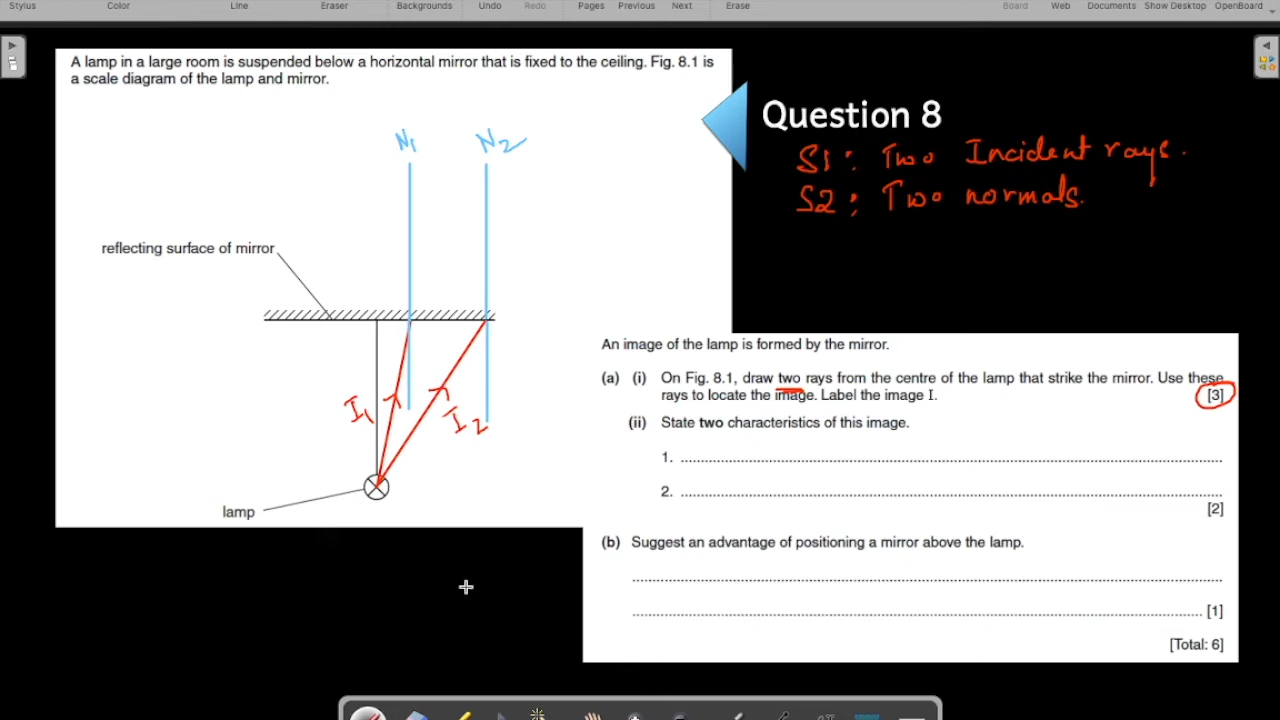 Stylus Color Line Eraser Backgrounds Undo Redo Pages Previous Next Erase Board Web Documents Show Desktop OpenBoard
A lamp in a large room is suspended below a horizontal mirror that is fixed to the ceiling. Fig. 8.1 is
a scale diagram of the lamp and mirror.
Question 8
N1 N2
S1: Two Incident rays.
S2: Two normals.
reflecting surface of mirror
An image of the lamp is formed by the mirror.
(a) (i) On Fig. 8.1, draw two rays from the centre of the lamp that strike the mirror. Use these
rays to locate the image. Label the image I. [3]
I1 I2
(ii) State two characteristics of this image.
1. ........................................................................
2. ........................................................................
[2]
lamp
(b) Suggest an advantage of positioning a mirror above the lamp.
........................................................................
........................................................................ [1]
[Total: 6]